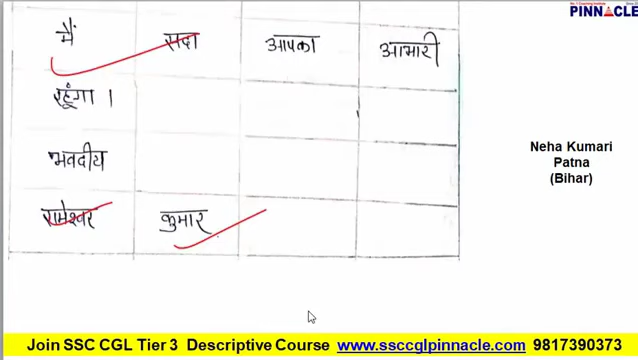 PINNACLE
मैं सदा आपका आभारी
रहूंगा ।
भवदीय
रामेश्वर कुमार
Neha Kumari
Patna
(Bihar)
Join SSC CGL Tier 3 Descriptive Course www.ssccglpinnacle.com 9817390373